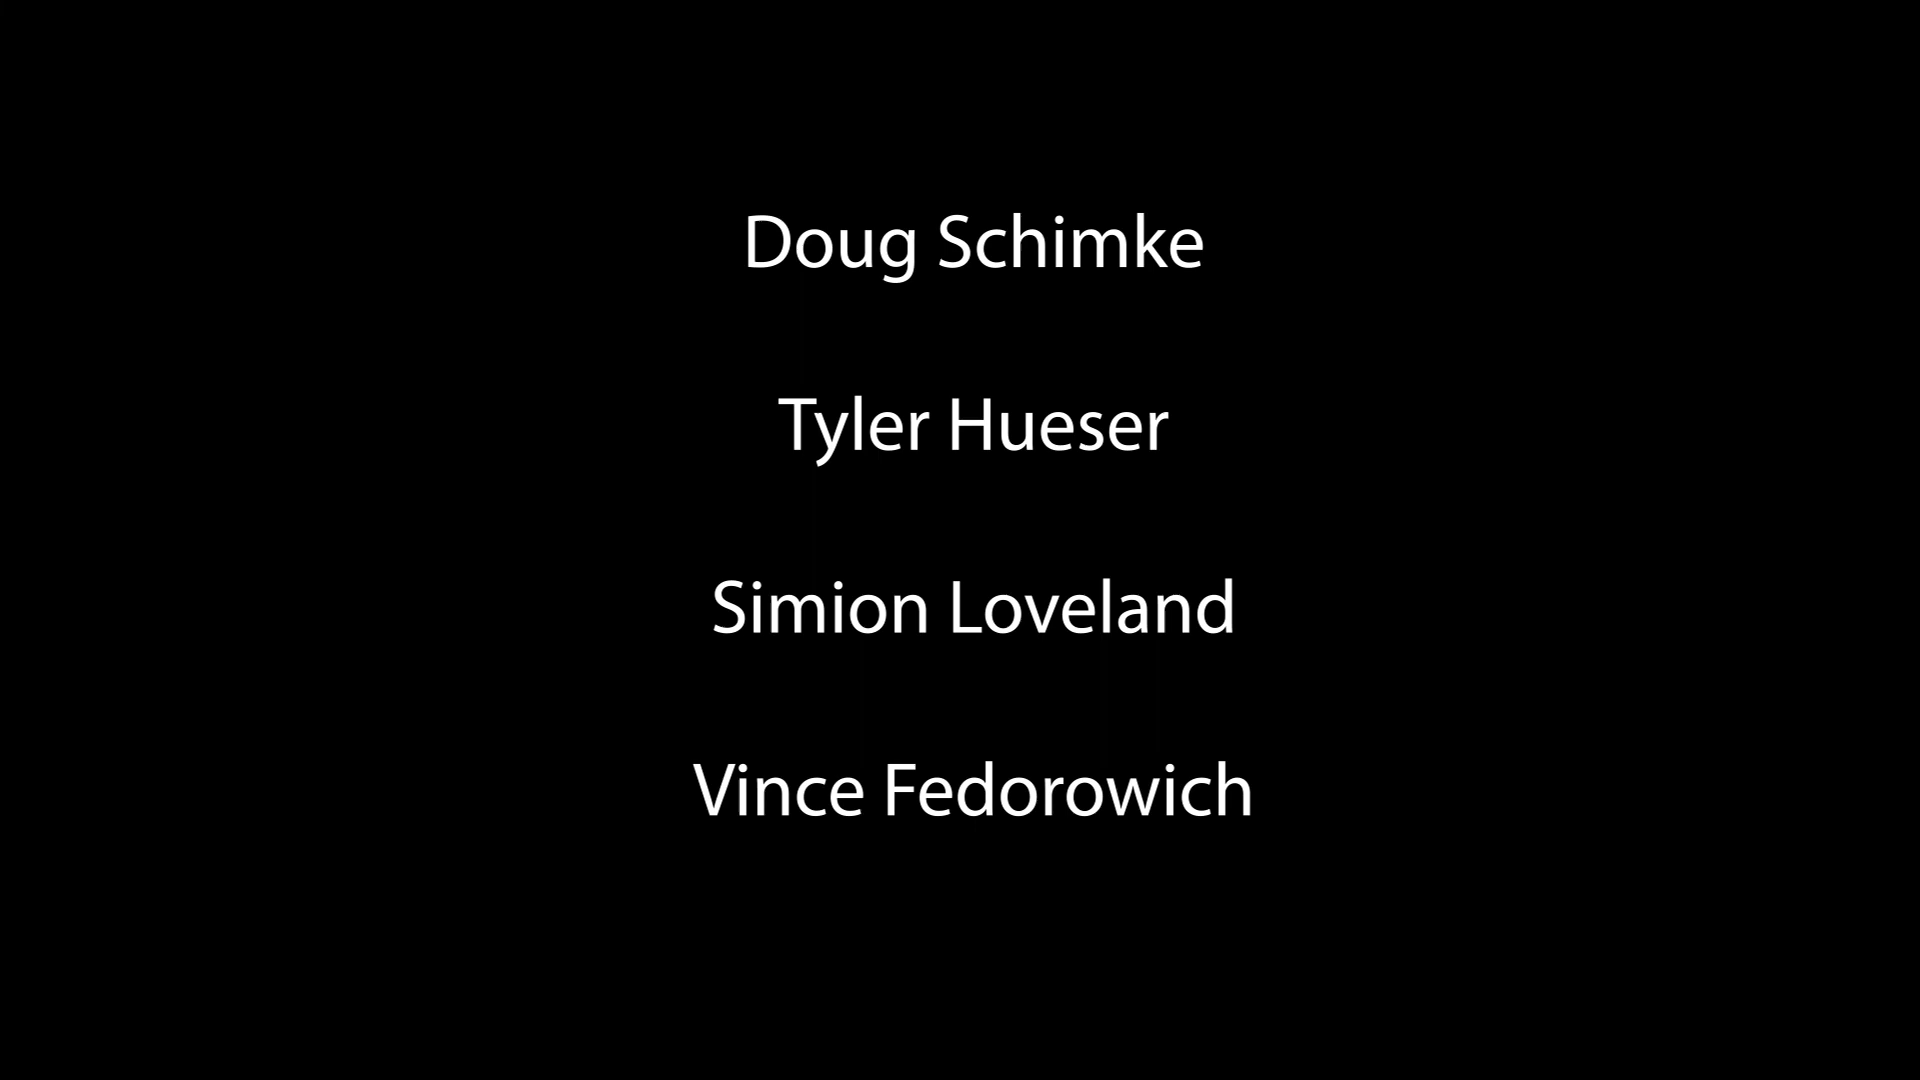 Doug Schimke
Tyler Hueser
Simion Loveland
Vince Fedorowich